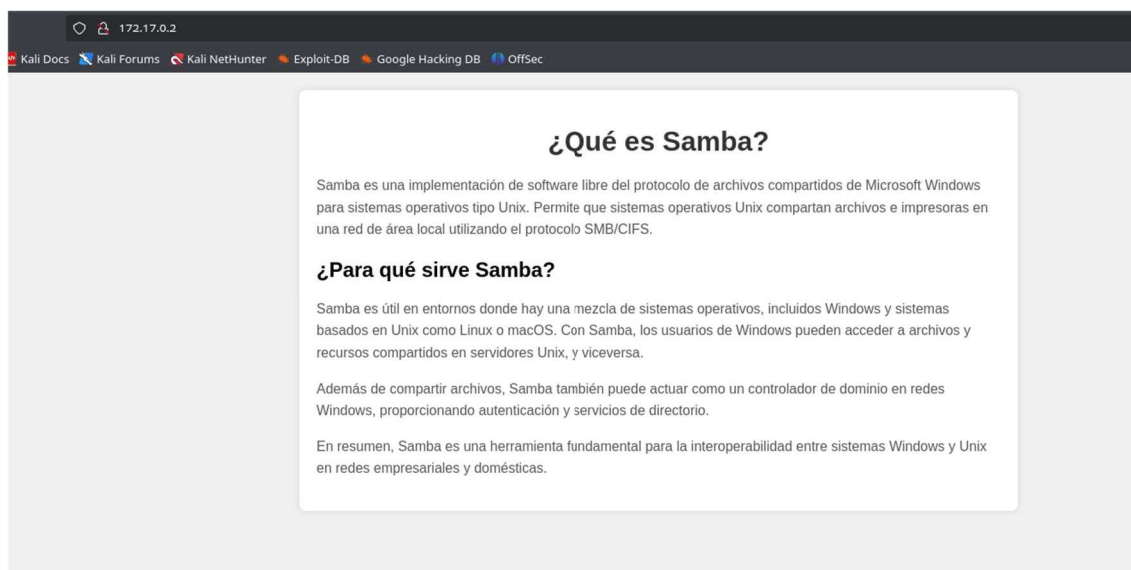 172.17.0.2
Kali Docs Kali Forums Kali NetHunter Exploit-DB Google Hacking DB OffSec
¿Qué es Samba?
Samba es una implementación de software libre del protocolo de archivos compartidos de Microsoft Windows
para sistemas operativos tipo Unix. Permite que sistemas operativos Unix compartan archivos e impresoras en
una red de área local utilizando el protocolo SMB/CIFS.
¿Para qué sirve Samba?
Samba es útil en entornos donde hay una mezcla de sistemas operativos, incluidos Windows y sistemas
basados en Unix como Linux o macOS. Con Samba, los usuarios de Windows pueden acceder a archivos y
recursos compartidos en servidores Unix, y viceversa.
Además de compartir archivos, Samba también puede actuar como un controlador de dominio en redes
Windows, proporcionando autenticación y servicios de directorio.
En resumen, Samba es una herramienta fundamental para la interoperabilidad entre sistemas Windows y Unix
en redes empresariales y domésticas.